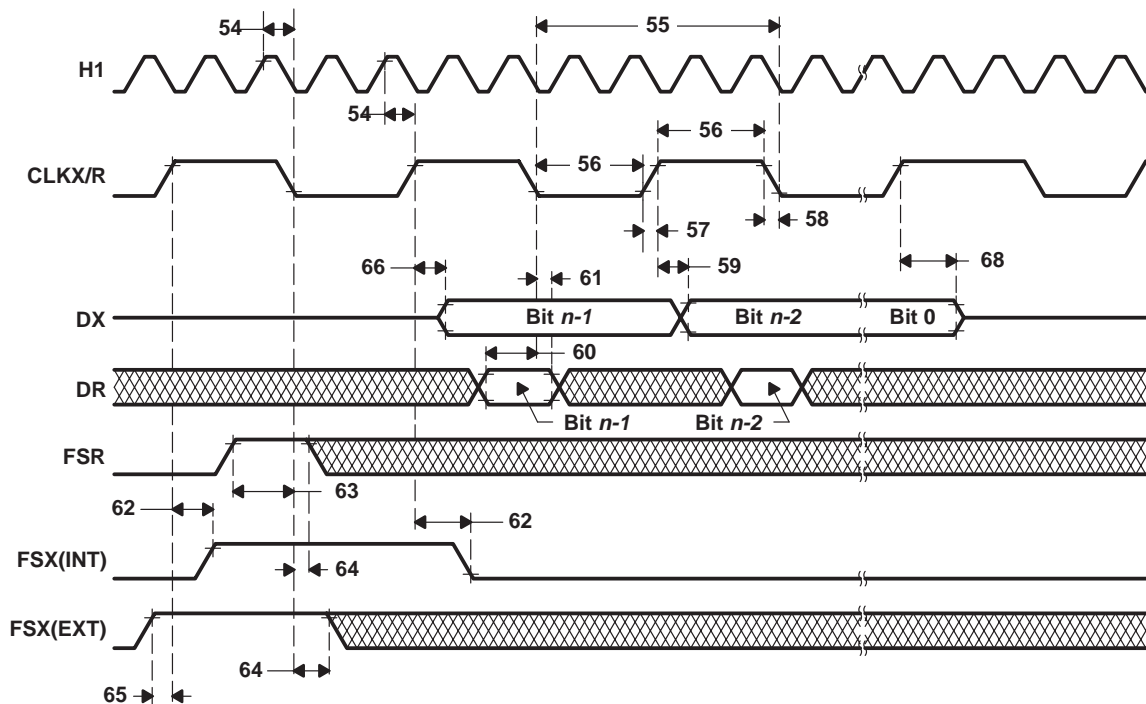 54
55
H1
54
56
56
CLKX/R
57
58
66
61
59
68
DX
Bit n-1
Bit n-2
Bit 0
60
DR
Bit n-1
Bit n-2
FSR
63
62
62
FSX(INT)
64
FSX(EXT)
64
65